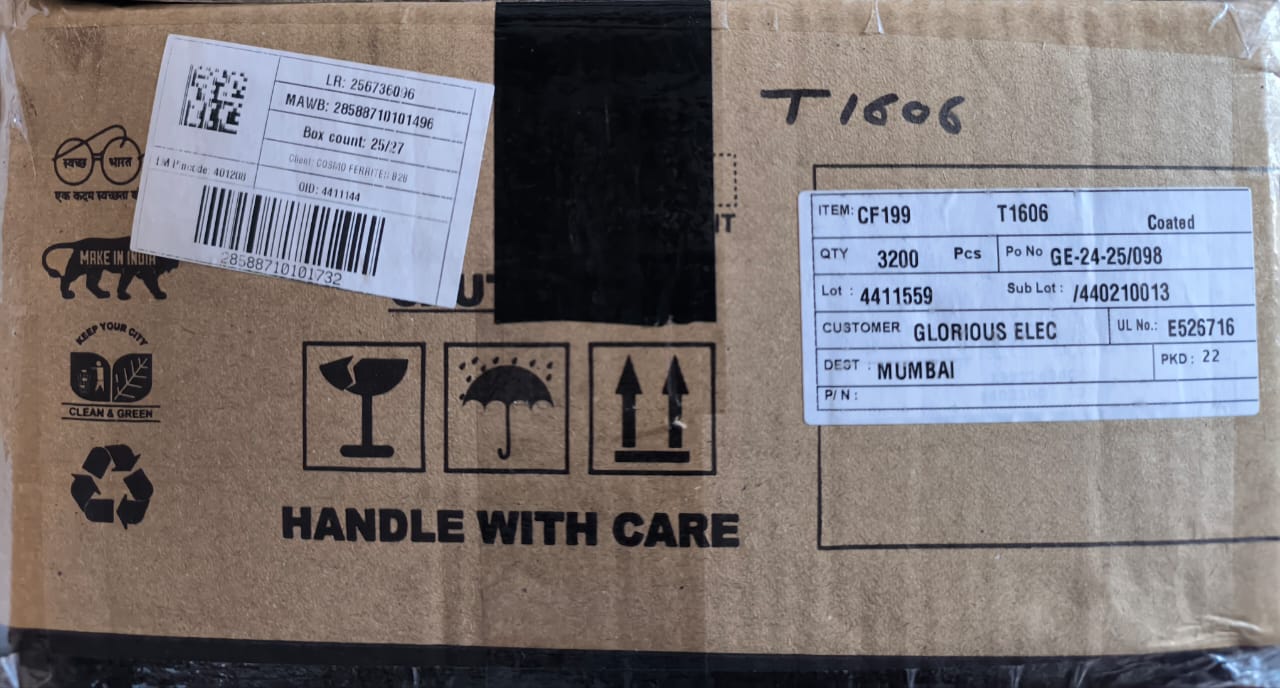 LR: 256736096
MAWB: 28588710101496
Box count: 25/27
Client: COSMO FERRITES B2B
LM Pincode: 401208
OID: 4411144
28588710101732
T1606
स्वच्छ भारत
एक कदम स्वच्छता
MAKE IN INDIA
KEEP YOUR CITY
CLEAN & GREEN
HANDLE WITH CARE
ITEM: CF199 T1606 Coated
QTY 3200 Pcs Po No GE-24-25/098
Lot : 4411559 Sub Lot : /440210013
CUSTOMER GLORIOUS ELEC UL No.: E526716
DEST : MUMBAI PKD : 22
P/N :